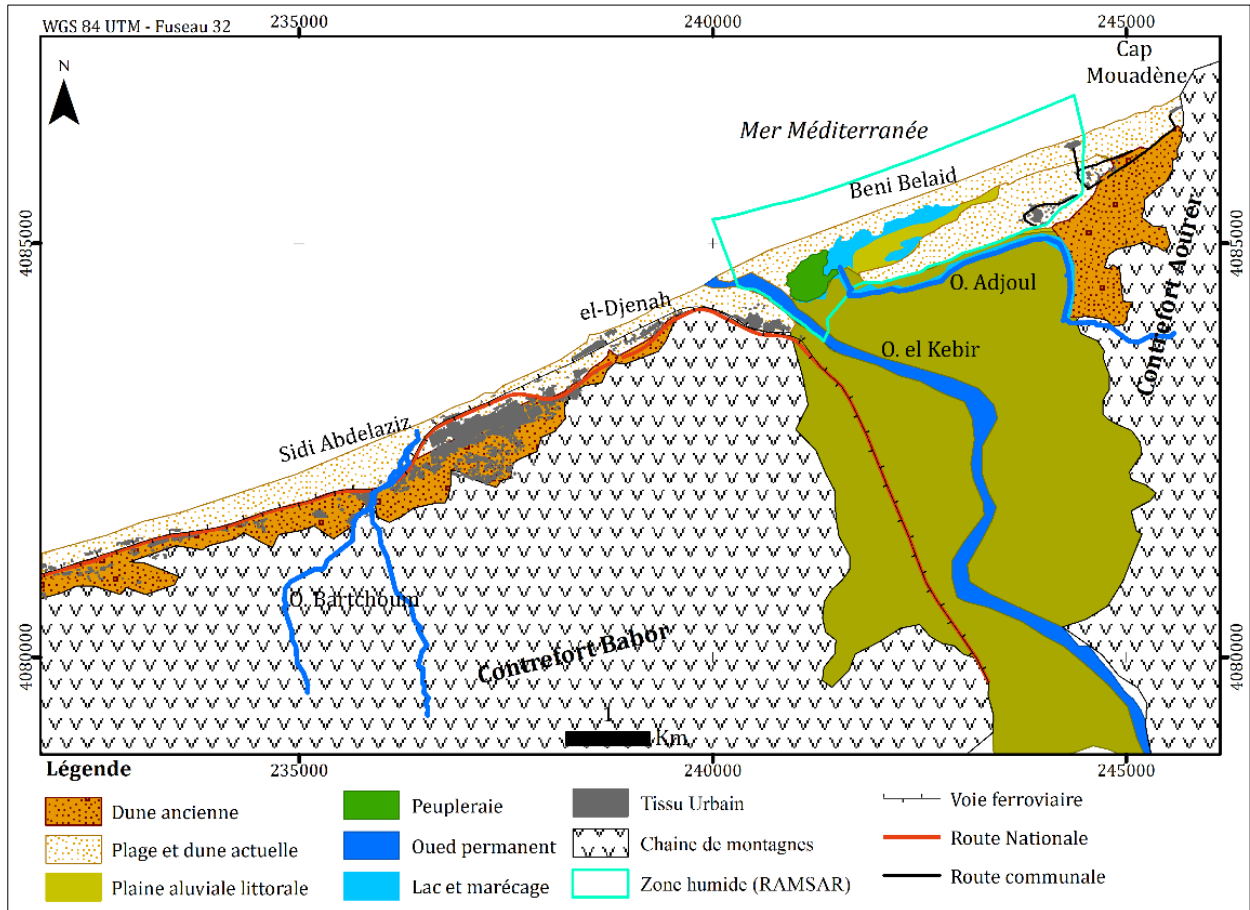 WGS 84 UTM - Fuseau 32
235000
240000
245000
N
Cap
Mouadène
Mer Méditerranée
Beni Belaid
4085000
4085000
el-Djenah
O. Adjoul
Contrefort Aourer
O. el Kebir
Sidi Abdelaziz
O. Bartchoum
Contrefort Babor
4080000
4080000
1
Km
235000
240000
245000
Légende
Dune ancienne
Plage et dune actuelle
Plaine aluviale littorale
Peupleraie
Oued permanent
Lac et marécage
Tissu Urbain
Chaine de montagnes
Zone humide (RAMSAR)
Voie ferroviaire
Route Nationale
Route communale